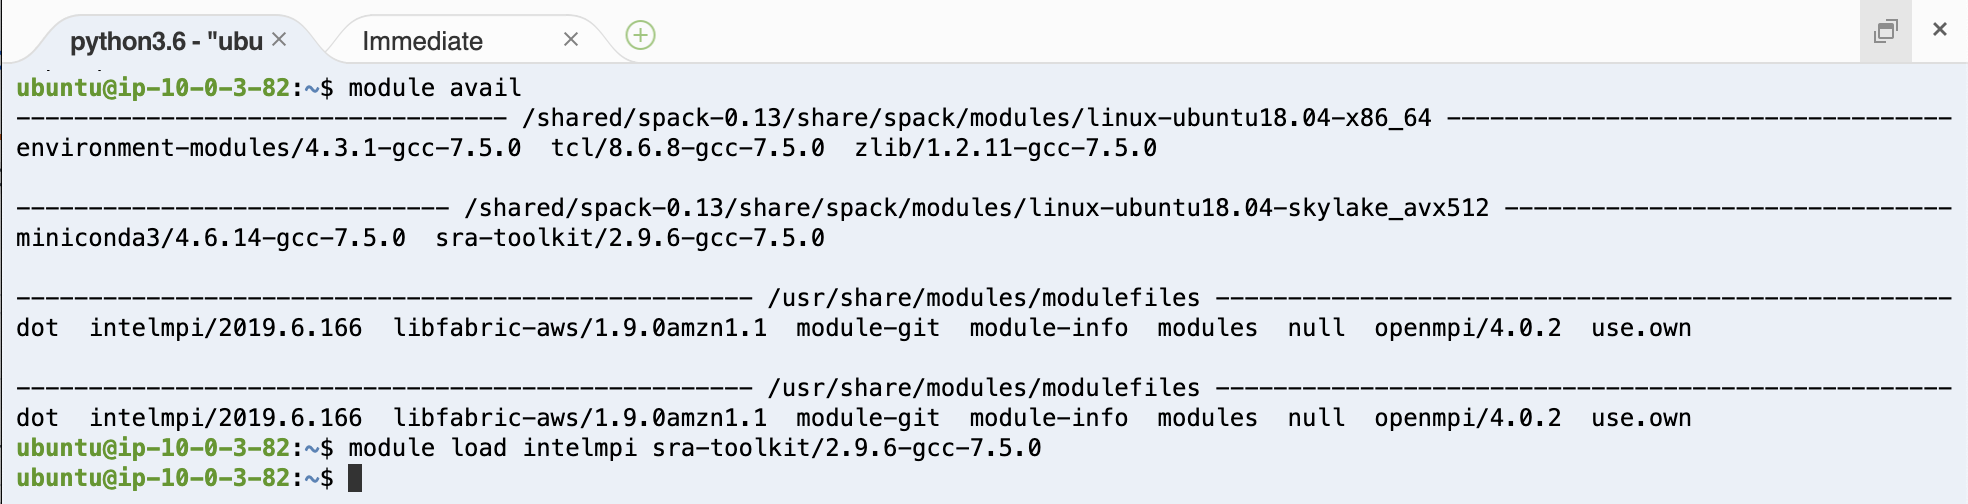 python3.6 - "ubu × Immediate ×
ubuntu@ip-10-0-3-82:~$ module avail
---------------------------------- /shared/spack-0.13/share/spack/modules/linux-ubuntu18.04-x86_64 -----------------------------------
environment-modules/4.3.1-gcc-7.5.0  tcl/8.6.8-gcc-7.5.0  zlib/1.2.11-gcc-7.5.0
------------------------------ /shared/spack-0.13/share/spack/modules/linux-ubuntu18.04-skylake_avx512 -------------------------------
miniconda3/4.6.14-gcc-7.5.0  sra-toolkit/2.9.6-gcc-7.5.0
--------------------------------------------------- /usr/share/modules/modulefiles ---------------------------------------------------
dot  intelmpi/2019.6.166  libfabric-aws/1.9.0amzn1.1  module-git  module-info  modules  null  openmpi/4.0.2  use.own
--------------------------------------------------- /usr/share/modules/modulefiles ---------------------------------------------------
dot  intelmpi/2019.6.166  libfabric-aws/1.9.0amzn1.1  module-git  module-info  modules  null  openmpi/4.0.2  use.own
ubuntu@ip-10-0-3-82:~$ module load intelmpi sra-toolkit/2.9.6-gcc-7.5.0
ubuntu@ip-10-0-3-82:~$